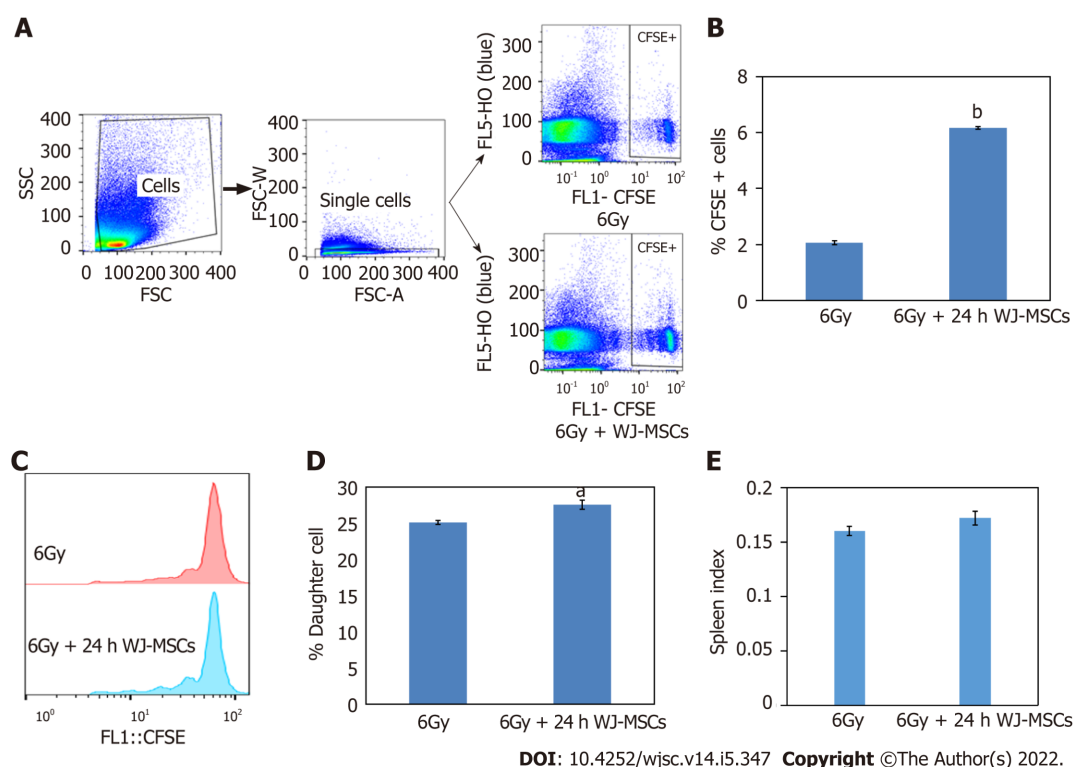 A
SSC
400
300
200
100
0
Cells
0 100 200 300 400
FSC
FSC-W
400
300
200
100
0
Single cells
0 100 200 300 400
FSC-A
FL5-HO (blue)
300
200
100
0
CFSE+
10-1 100 101 102
FL1- CFSE
6Gy
FL5-HO (blue)
300
200
100
0
CFSE+
10-1 100 101 102
FL1- CFSE
6Gy + WJ-MSCs
B
% CFSE + cells
8
6
4
2
0
b
6Gy 6Gy + 24 h WJ-MSCs
C
6Gy
6Gy + 24 h WJ-MSCs
100 101 102
FL1::CFSE
D
% Daughter cell
30
25
20
15
10
5
0
a
6Gy 6Gy + 24 h WJ-MSCs
E
Spleen index
0.2
0.15
0.1
0.05
0
6Gy 6Gy + 24 h WJ-MSCs
DOI: 10.4252/wjsc.v14.i5.347 Copyright ©The Author(s) 2022.